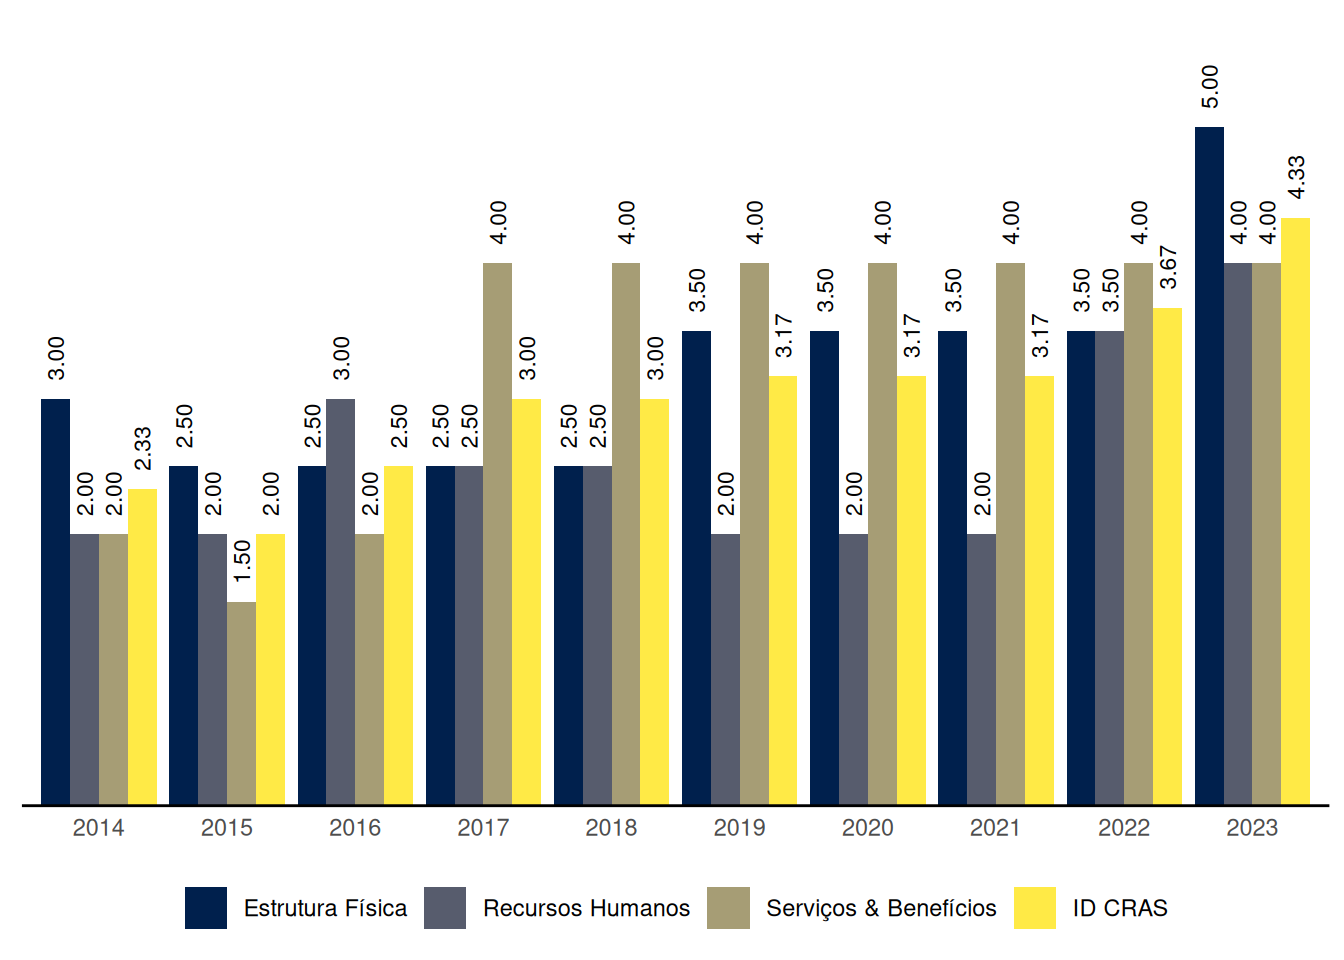 3.00 2.00 2.00 2.33 2.50 2.00 1.50 2.00 2.50 3.00 2.00 2.50 2.50 2.50 4.00 3.00 2.50 2.50 4.00 3.00 3.50 2.00 4.00 3.17 3.50 2.00 4.00 3.17 3.50 2.00 4.00 3.17 3.50 3.50 4.00 3.67 5.00 4.00 4.00 4.33
2014 2015 2016 2017 2018 2019 2020 2021 2022 2023
Estrutura Física Recursos Humanos Serviços & Benefícios ID CRAS